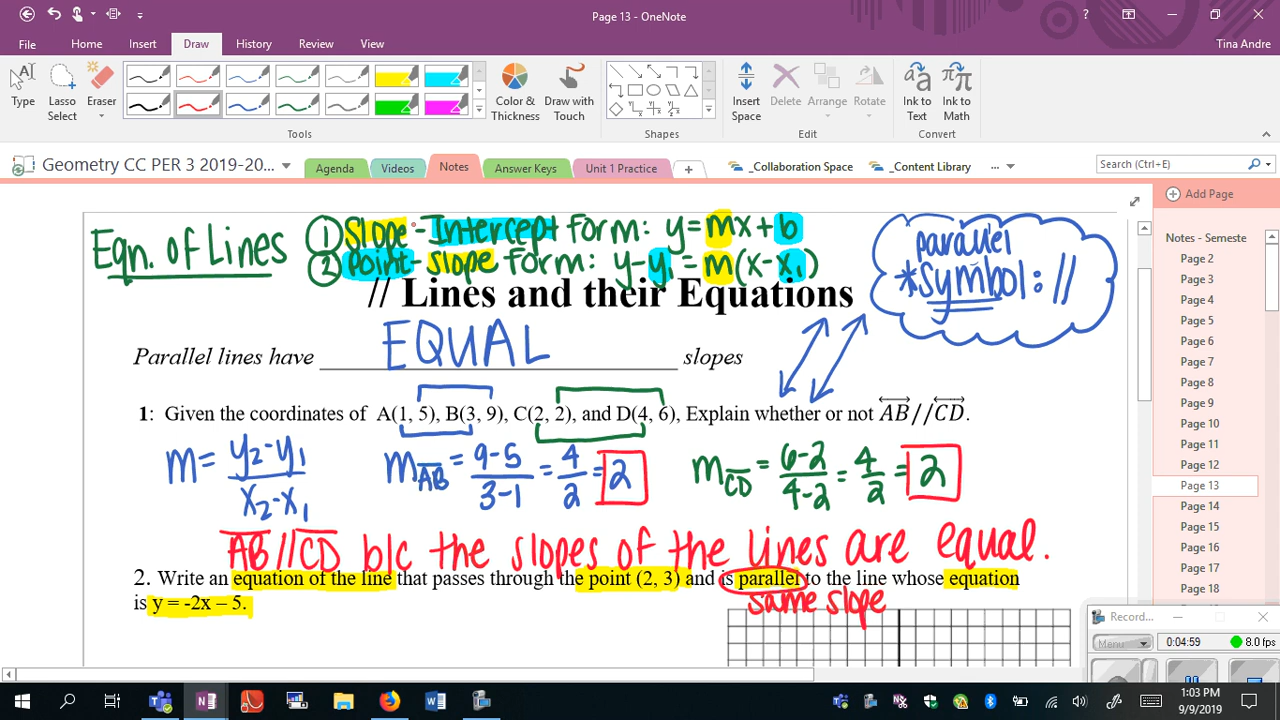 Page 13 - OneNote
?
Tina Andre
File Home Insert Draw History Review View
Type
Lasso Select
Eraser
Color & Thickness
Draw with Touch
Insert Space
Delete
Arrange
Rotate
Ink to Text
Ink to Math
Tools
Shapes
Edit
Convert
Geometry CC PER 3 2019-20...
Agenda Videos Notes Answer Keys Unit 1 Practice + _Collaboration Space _Content Library ...
Search (Ctrl+E)
Add Page
Notes - Semeste
Page 2
Page 3
Page 4
Page 5
Page 6
Page 7
Page 8
Page 9
Page 10
Page 11
Page 12
Page 13
Page 14
Page 15
Page 16
Page 17
Page 18
Eqn. of Lines
① Slope-Intercept form: y=mx+b
② Point-slope form: y-y₁=m(x-x₁)
parallel
*symbol: //
// Lines and their Equations
Parallel lines have EQUAL slopes
1: Given the coordinates of A(1, 5), B(3, 9), C(2, 2), and D(4, 6), Explain whether or not AB//CD.
m = y₂-y₁ / x₂-x₁
m AB = 9-5 / 3-1 = 4/2 = 2
m CD = 6-2 / 4-2 = 4/2 = 2
AB//CD b/c the slopes of the lines are equal.
2. Write an equation of the line that passes through the point (2, 3) and is parallel to the line whose equation
is y = -2x – 5.
same slope
Record...
Menu
0:04:59
8.0 fps
1:03 PM
9/9/2019